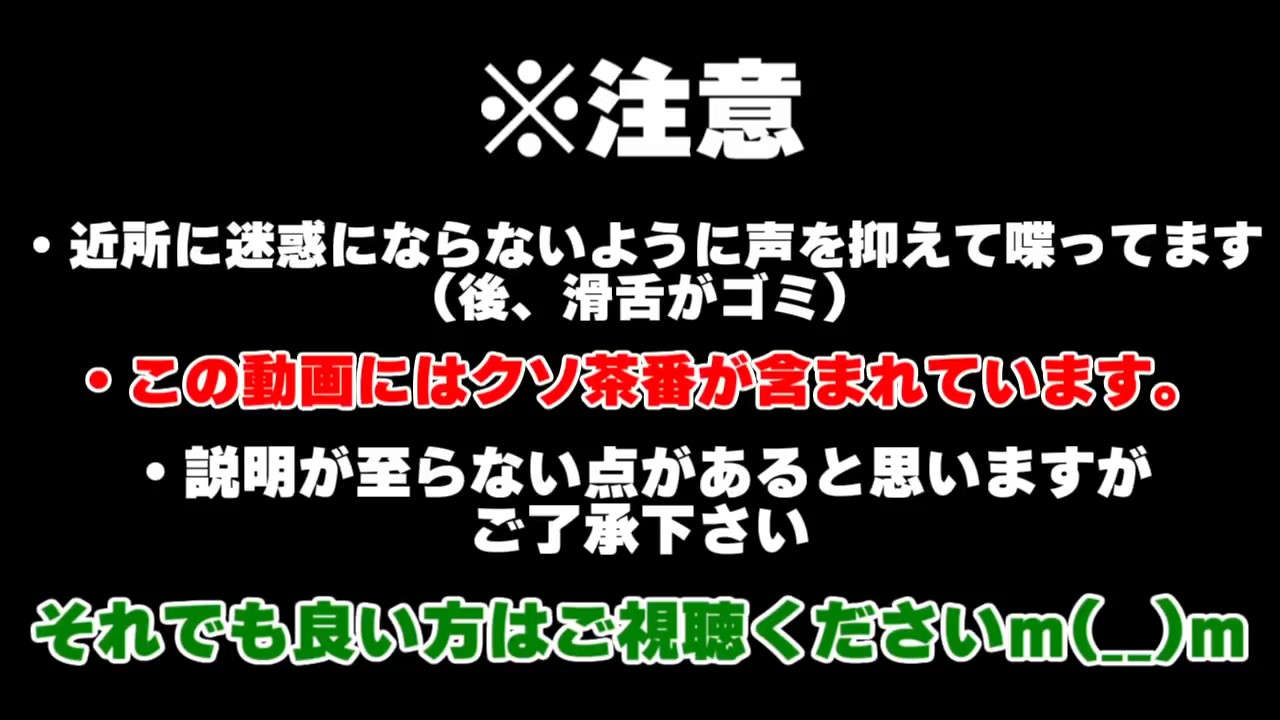 ※注意
・近所に迷惑にならないように声を抑えて喋ってます
（後、滑舌がゴミ）
・この動画にはクソ茶番が含まれています。
・説明が至らない点があると思いますが
ご了承下さい
それでも良い方はご視聴くださいm(__)m